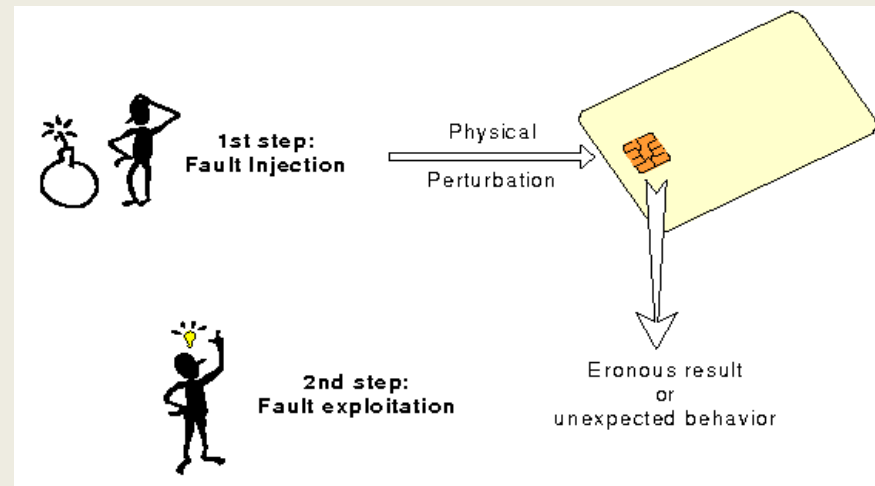 1st step:
Fault Injection
Physical
Perturbation
2nd step:
Fault exploitation
Eronous result
or
unexpected behavior